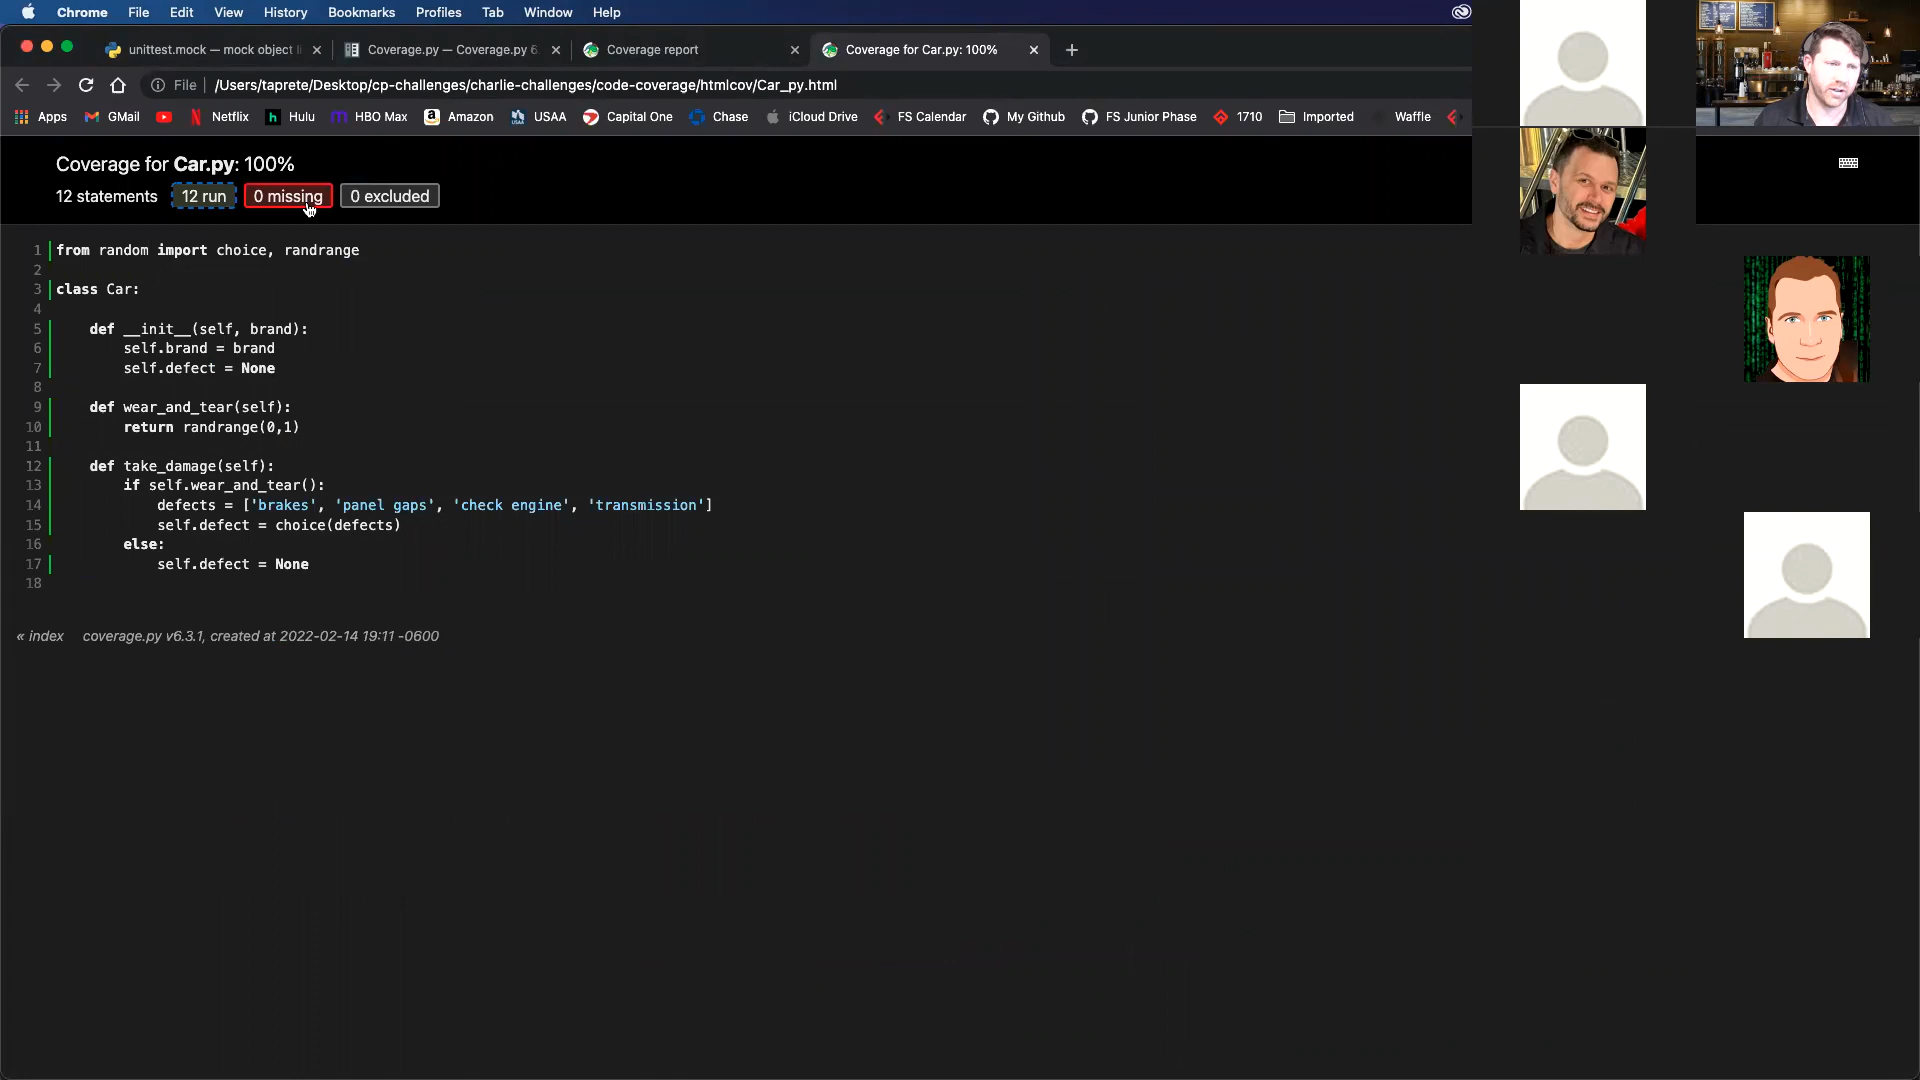 Chrome File Edit View History Bookmarks Profiles Tab Window Help
unittest.mock — mock object li Coverage.py — Coverage.py 6. Coverage report Coverage for Car.py: 100%
File /Users/taprete/Desktop/cp-challenges/charlie-challenges/code-coverage/htmlcov/Car_py.html
Apps GMail Netflix Hulu HBO Max Amazon USAA Capital One Chase iCloud Drive FS Calendar My Github FS Junior Phase 1710 Imported Waffle
Coverage for Car.py: 100%
12 statements 12 run 0 missing 0 excluded
1 from random import choice, randrange
2
3 class Car:
4
5 def __init__(self, brand):
6 self.brand = brand
7 self.defect = None
8
9 def wear_and_tear(self):
10 return randrange(0,1)
11
12 def take_damage(self):
13 if self.wear_and_tear():
14 defects = ['brakes', 'panel gaps', 'check engine', 'transmission']
15 self.defect = choice(defects)
16 else:
17 self.defect = None
18
« index coverage.py v6.3.1, created at 2022-02-14 19:11 -0600